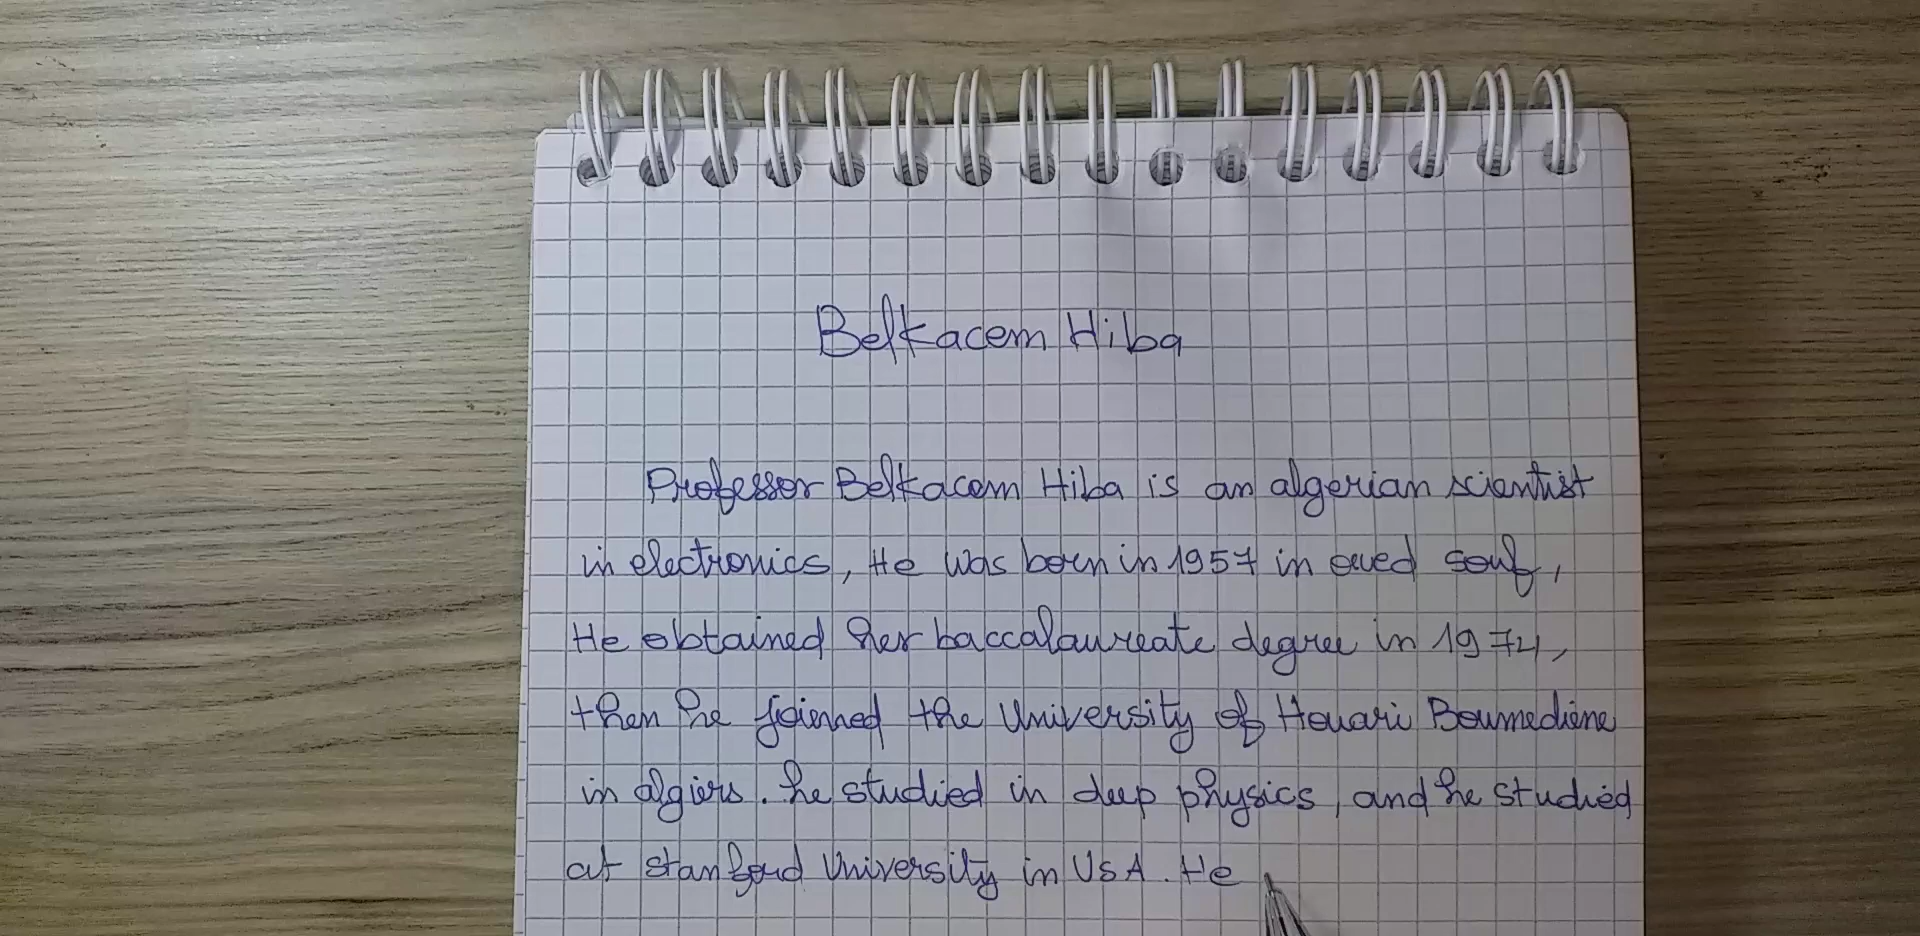 Belkacem Hiba
Professor Belkacem Hiba is an algerian scientist
in electronics, He was born in 1957 in oued souf,
He obtained her baccalaureate degree in 1974,
then he joienned the University of Houari Boumediene
in algiers. he studied in deep physics, and he studied
at stanford University in USA. He